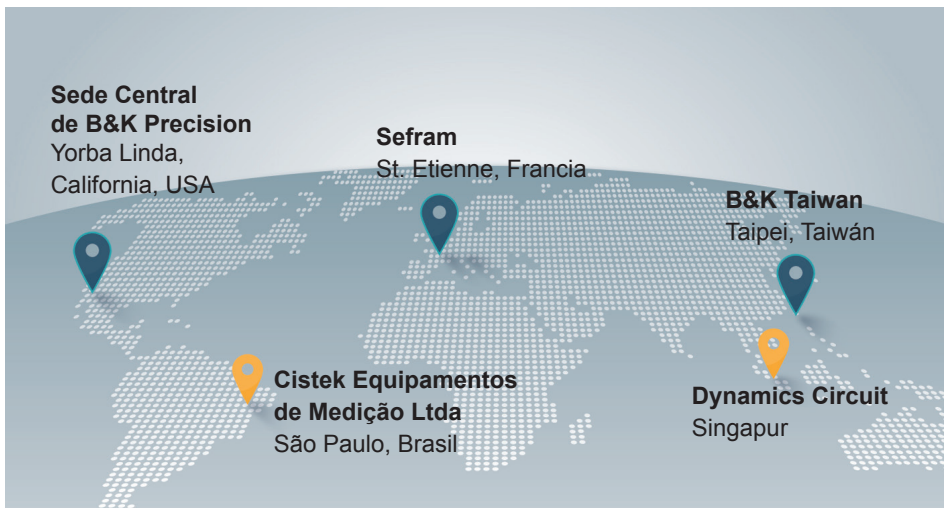 Sede Central
de B&K Precision
Yorba Linda,
California, USA
Sefram
St. Etienne, Francia
B&K Taiwan
Taipei, Taiwán
Cistek Equipamentos
de Medição Ltda
São Paulo, Brasil
Dynamics Circuit
Singapur